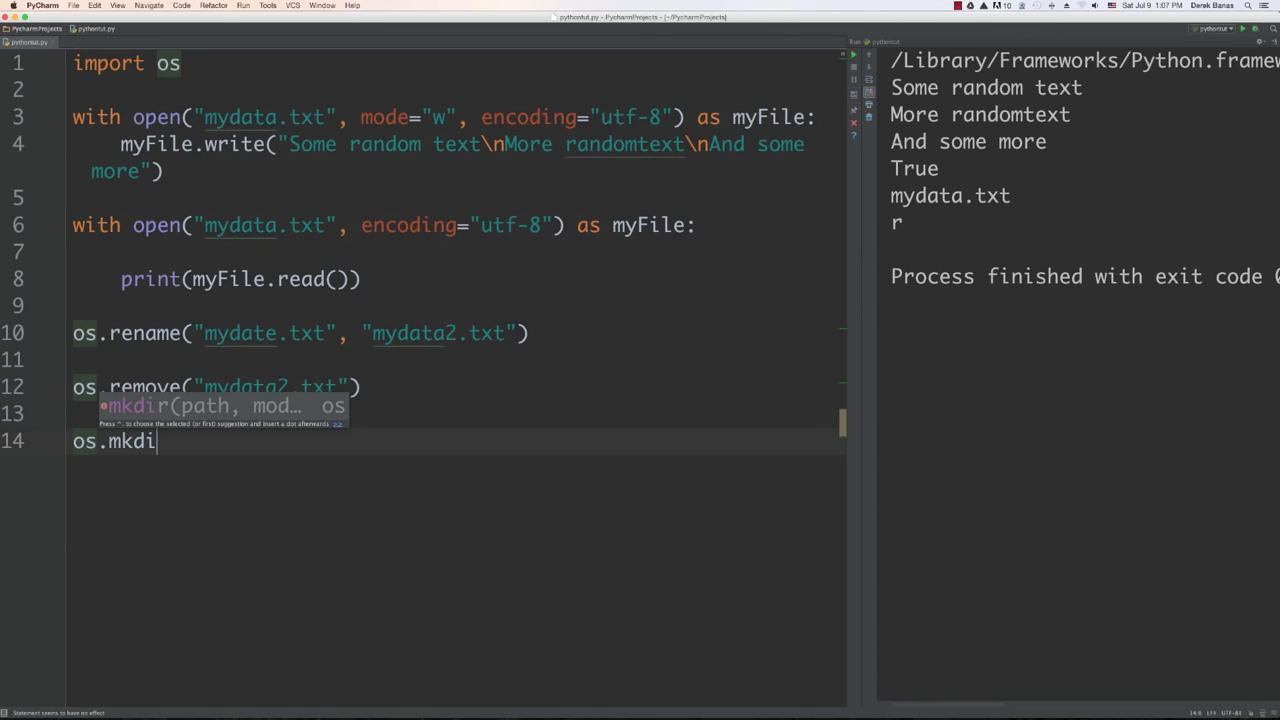 PyCharm File Edit View Navigate Code Refactor Run Tools VCS Window Help 10 Sat Jul 9 1:07 PM Derek Banas
pythontut.py - PycharmProjects - [~/PycharmProjects]
PycharmProjects pythontut.py pythontut
pythontut.py Run pythontut
1 import os
2
3 with open("mydata.txt", mode="w", encoding="utf-8") as myFile:
4 myFile.write("Some random text\nMore randomtext\nAnd some
more")
5
6 with open("mydata.txt", encoding="utf-8") as myFile:
7
8 print(myFile.read())
9
10 os.rename("mydate.txt", "mydata2.txt")
11
12 os.remove("mydata2.txt")
13
mkdir(path, mod… os
Press ^. to choose the selected (or first) suggestion and insert a dot afterwards >>
14 os.mkdi
/Library/Frameworks/Python.framew
Some random text
More randomtext
And some more
True
mydata.txt
r
Process finished with exit code 0
Statement seems to have no effect 14:8 LF UTF-8